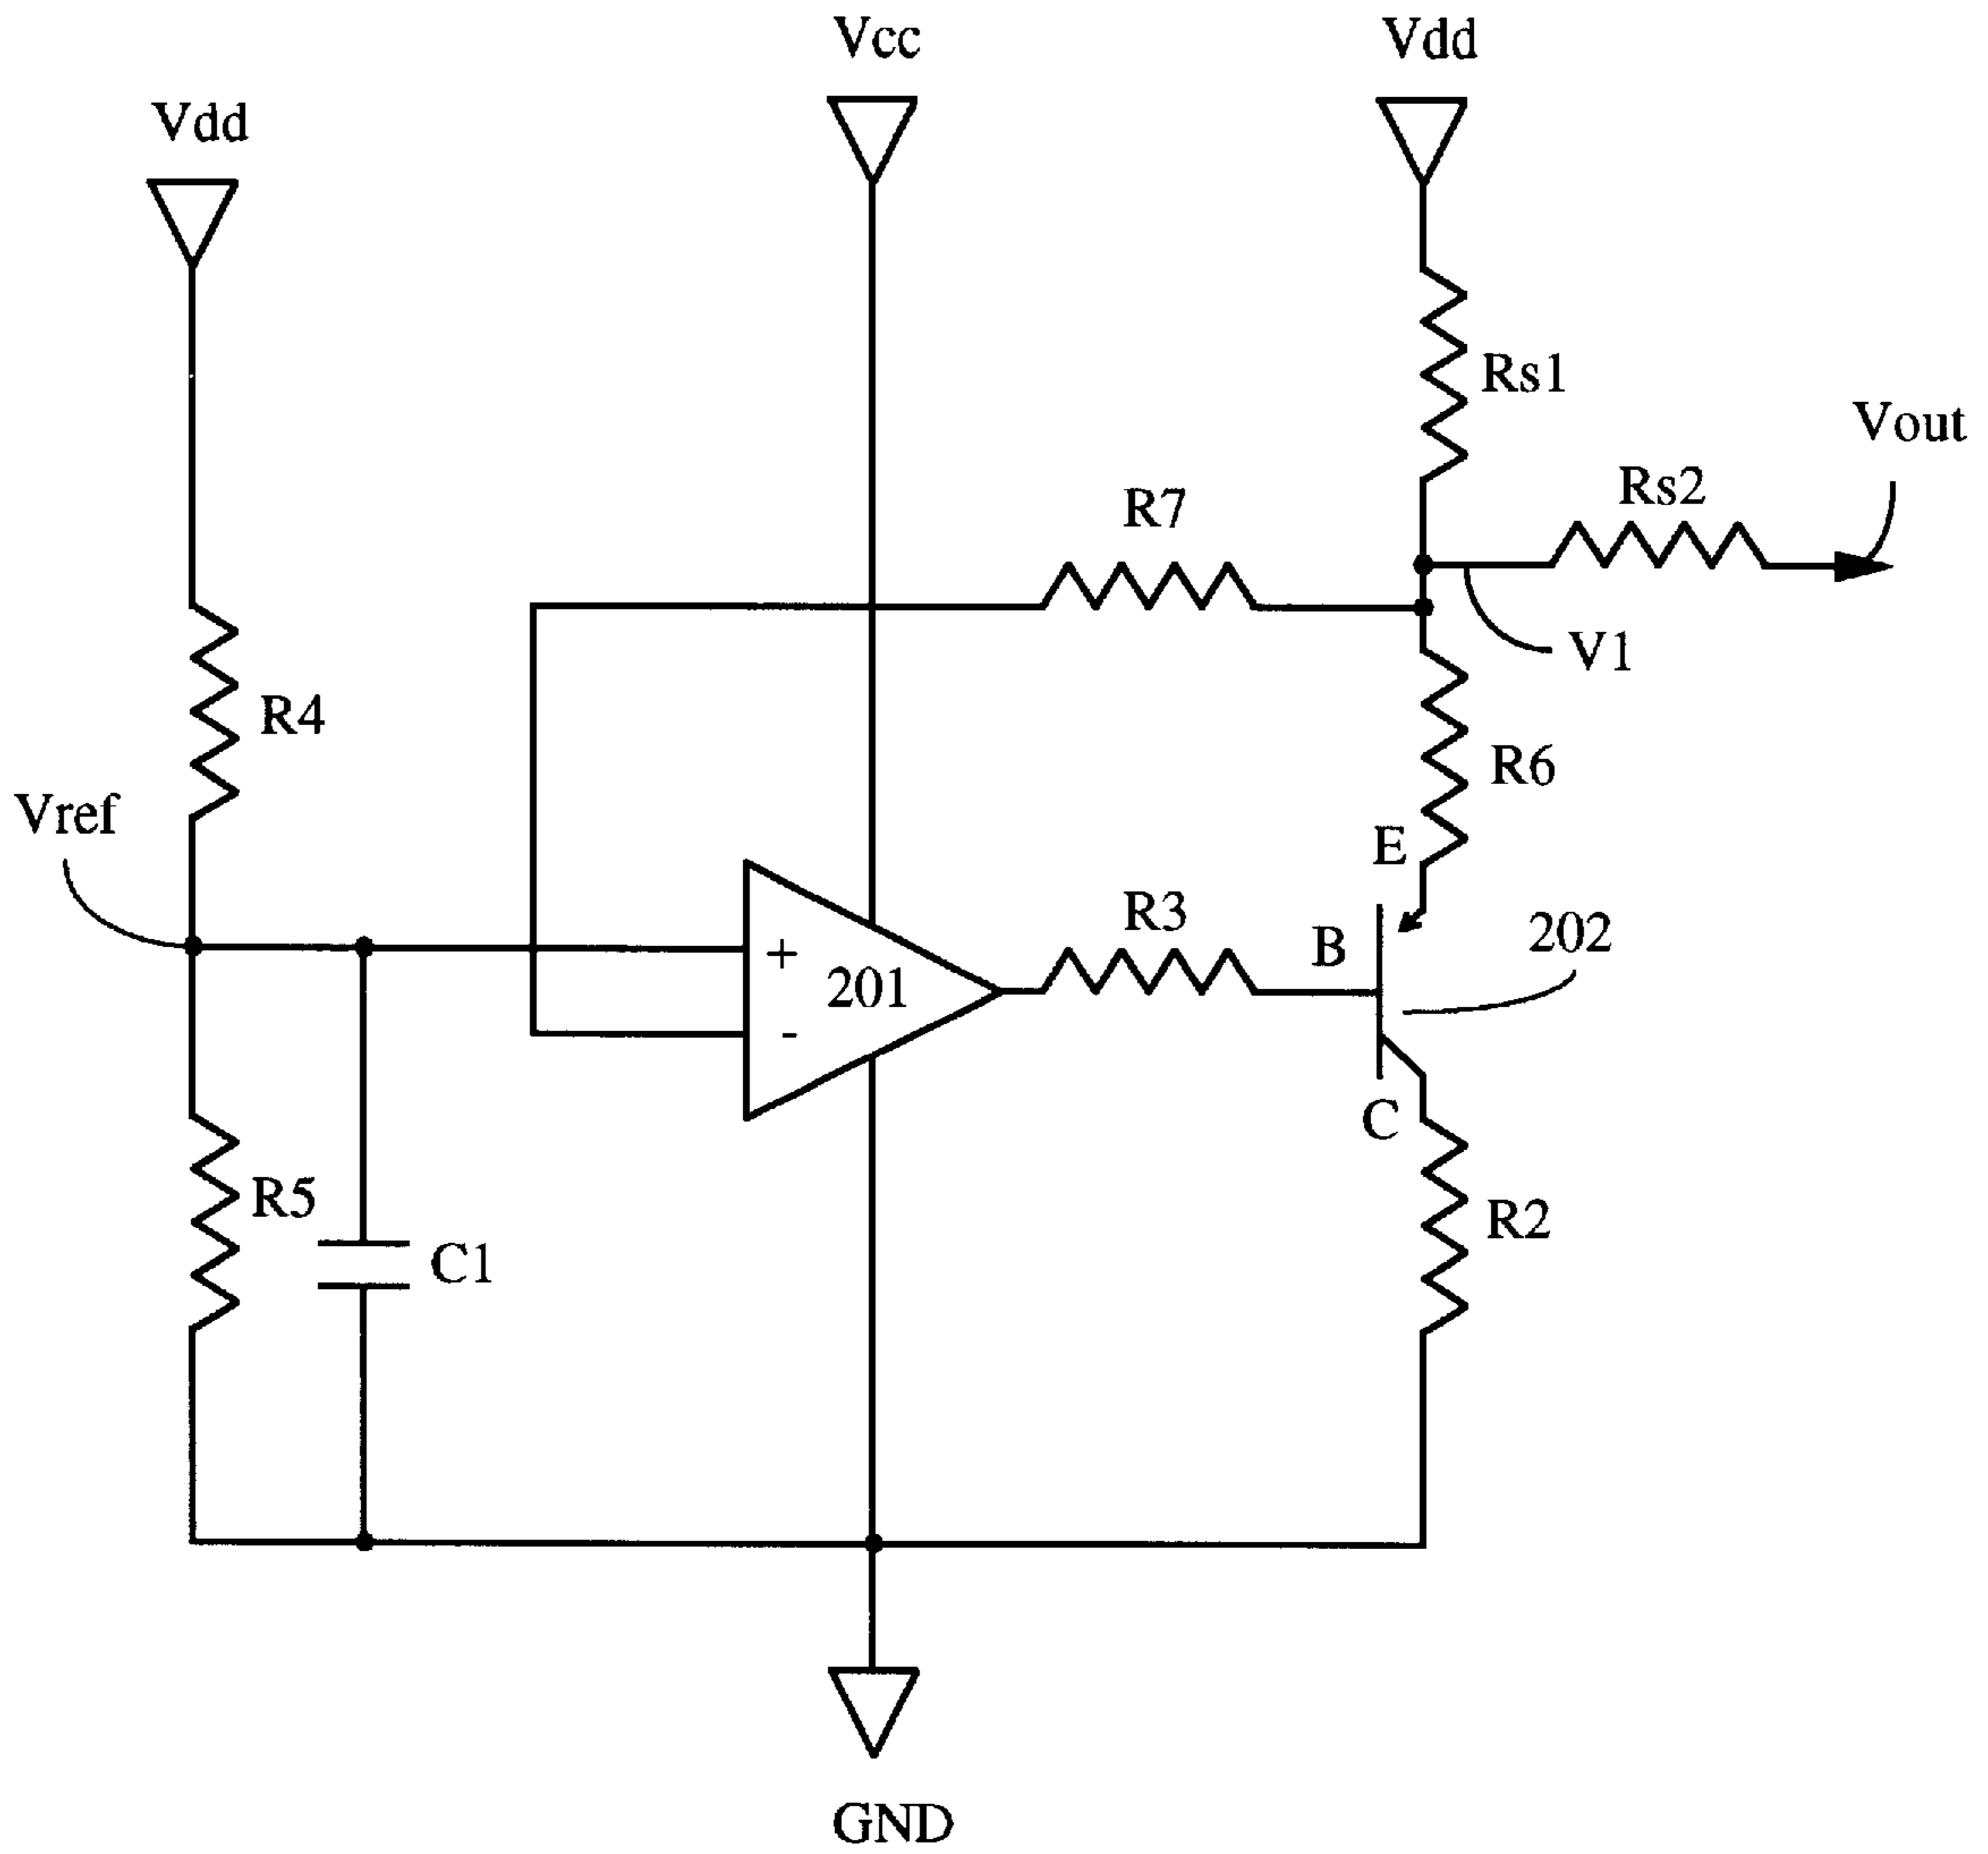 Vcc
Vdd
Vdd
Rs1
Vout
Rs2
R7
V1
R4
R6
Vref
E
R3
B
202
+
201
-
C
R5
R2
C1
GND